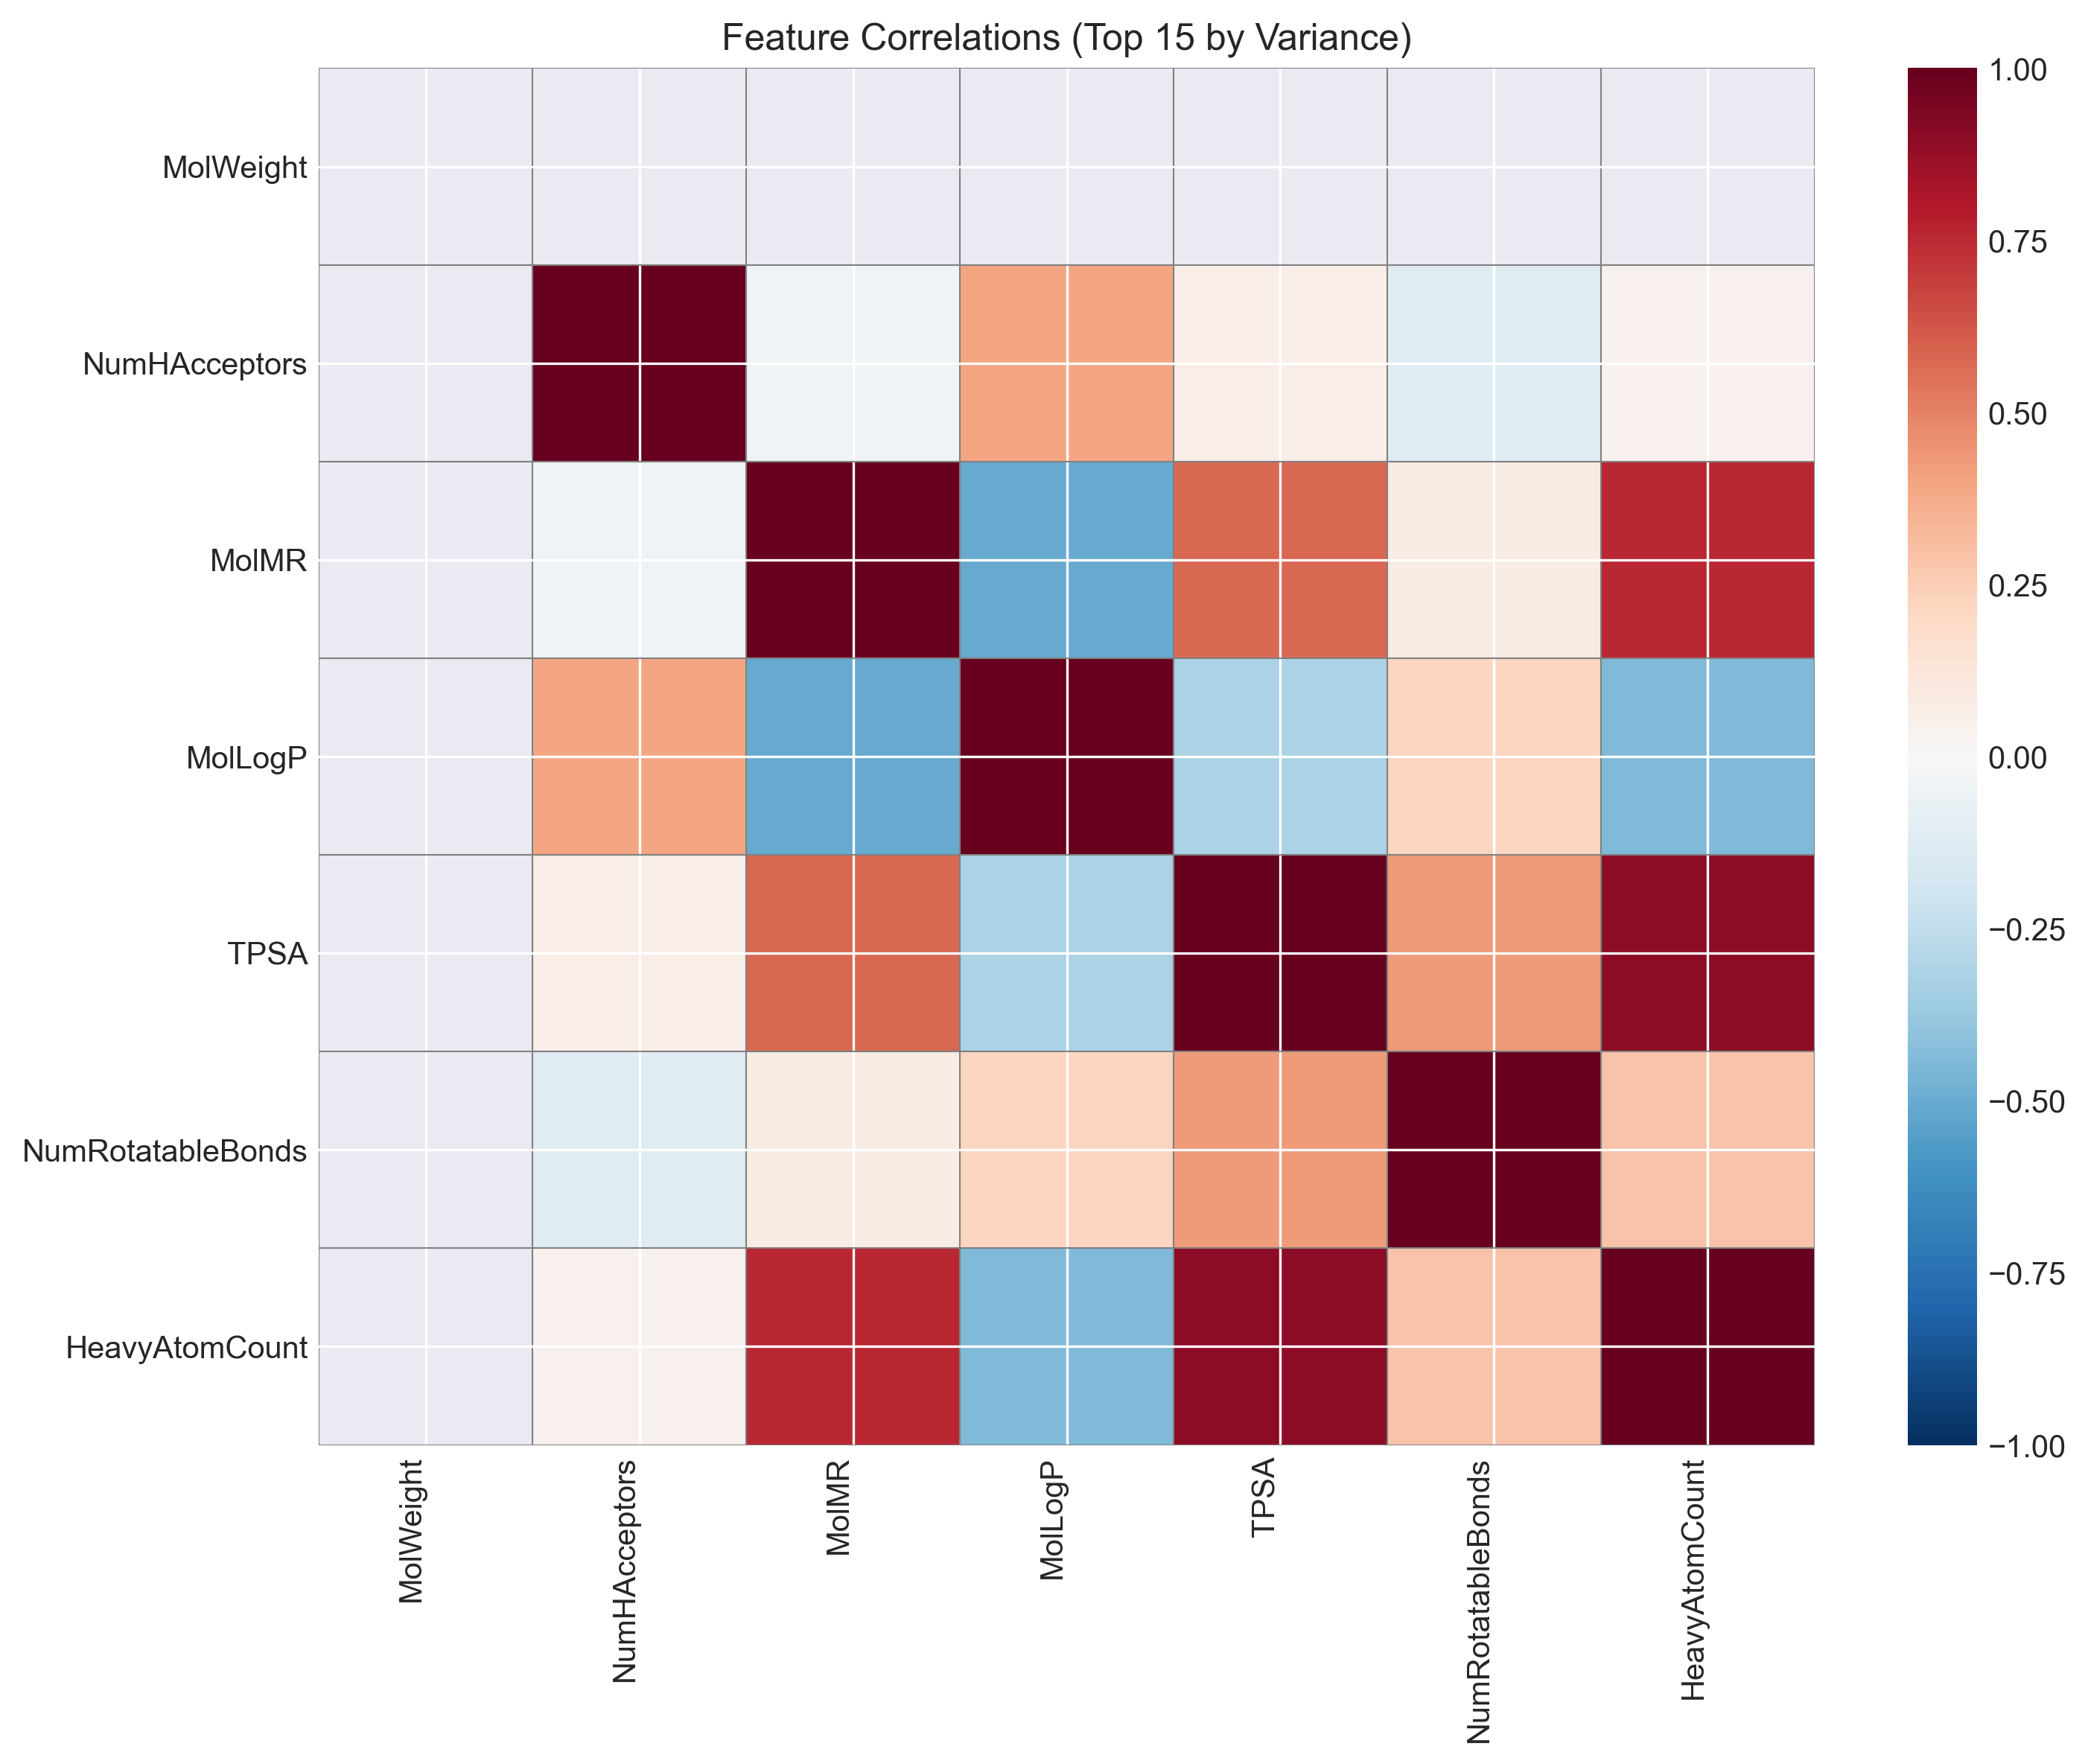 Feature Correlations (Top 15 by Variance)
MolWeight
NumHAcceptors
MolMR
MolLogP
TPSA
NumRotatableBonds
HeavyAtomCount
MolWeight
NumHAcceptors
MolMR
MolLogP
TPSA
NumRotatableBonds
HeavyAtomCount
1.00
0.75
0.50
0.25
0.00
−0.25
−0.50
−0.75
−1.00